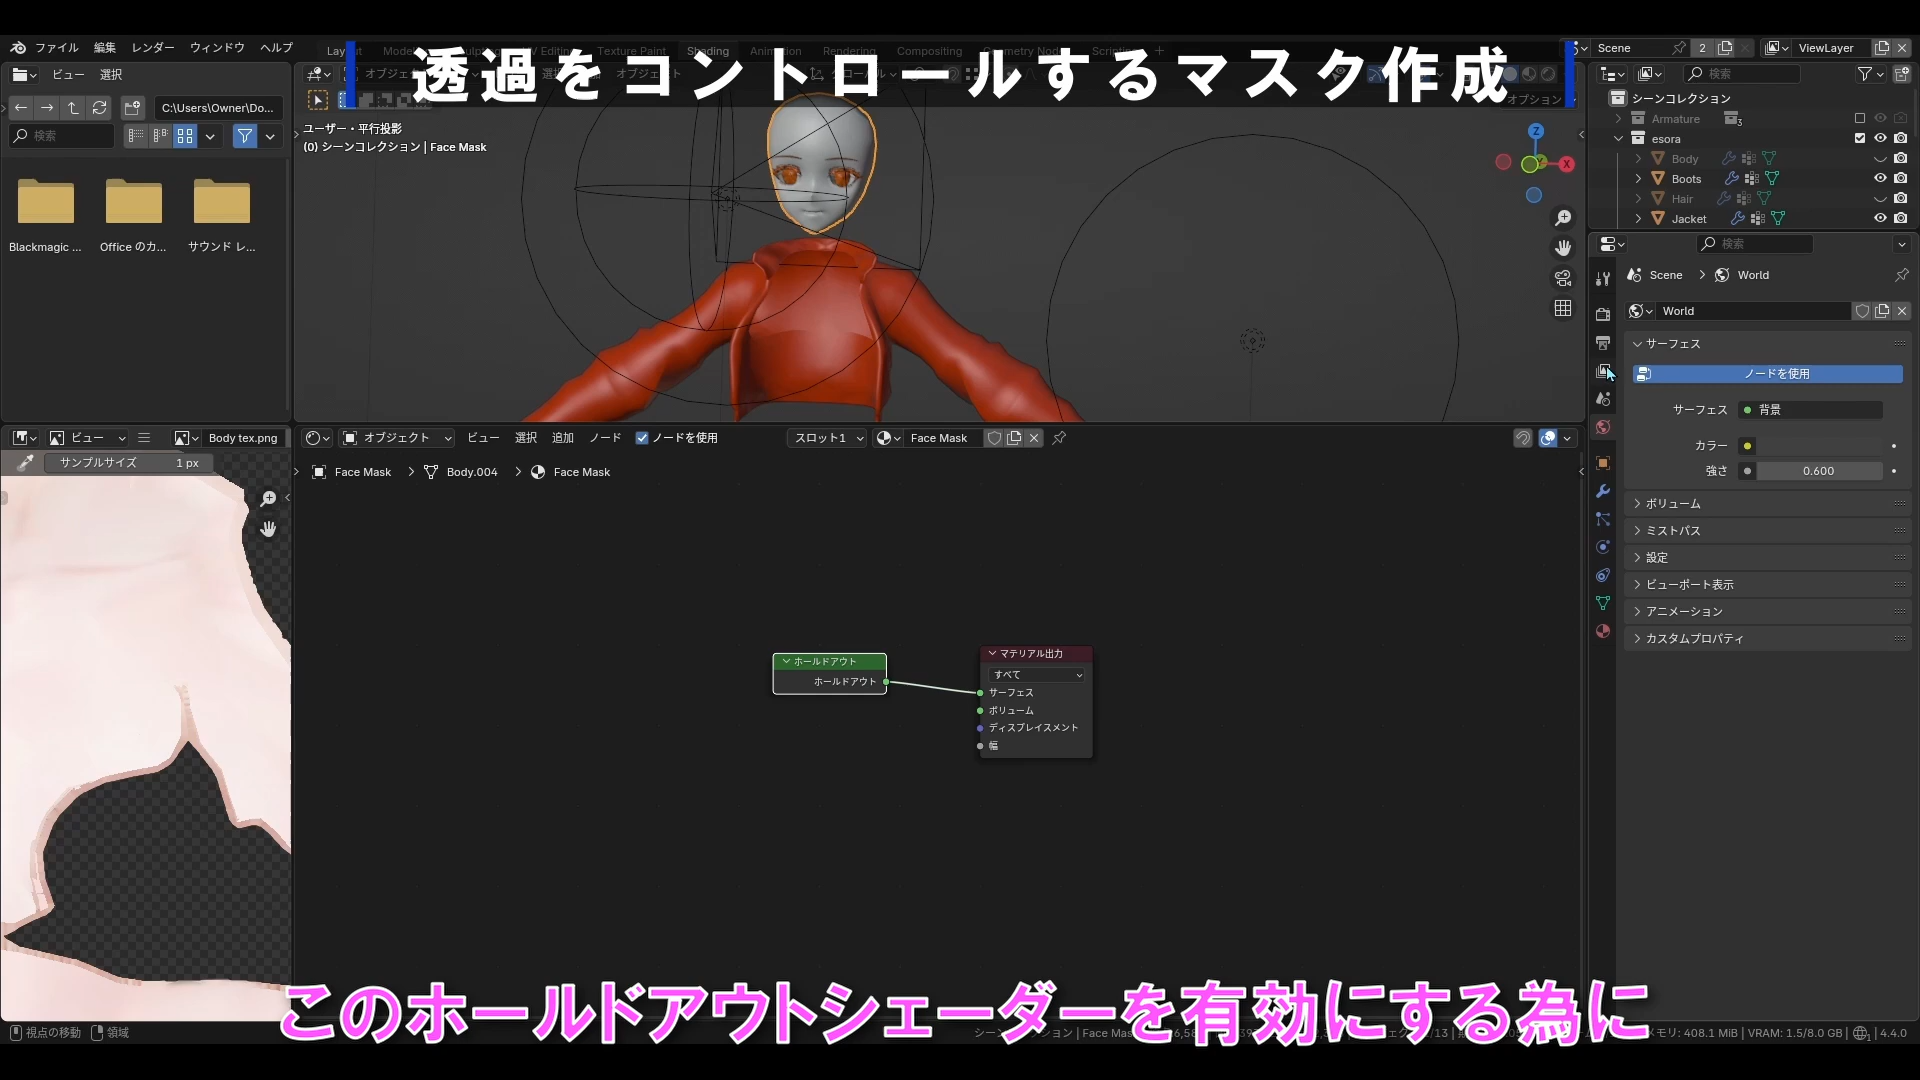 ファイル 編集 レンダー ウィンドウ ヘルプ
Shading
Scene 2 ViewLayer
透過をコントロールするマスク作成
ビュー 選択
C:\Users\Owner\Do...
検索
Blackmagic ...
Office のカ...
サウンド レ...
オプション
ユーザー・平行投影
(0) シーンコレクション | Face Mask
Z
X
検索
シーンコレクション
Armature 3
esora
Body
Boots
Hair
Jacket
検索
Scene > World
World
サーフェス
ノードを使用
サーフェス 背景
カラー
強さ 0.600
ボリューム
ミストパス
設定
ビューポート表示
アニメーション
カスタムプロパティ
ビュー Body tex.png
サンプルサイズ 1 px
オブジェクト ビュー 選択 追加 ノード ノードを使用 スロット1 Face Mask
Face Mask > Body.004 > Face Mask
ホールドアウト
ホールドアウト
マテリアル出力
すべて
サーフェス
ボリューム
ディスプレイスメント
幅
このホールドアウトシェーダーを有効にする為に
視点の移動 領域
メモリ: 408.1 MiB | VRAM: 1.5/8.0 GB | 4.4.0